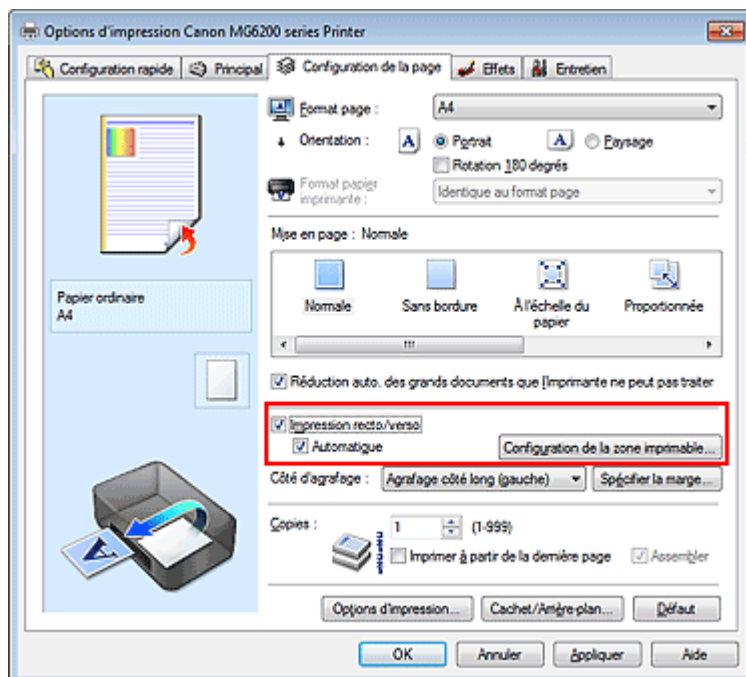 Options d'impression Canon MG6200 series Printer
Configuration rapide Principal Configuration de la page Effets Entretien
Format page : A4
Orientation : A Portrait A Paysage
Rotation 180 degrés
Format papier imprimante : Identique au format page
Mise en page : Normale
Normale Sans bordure À l'échelle du papier Proportionnée
Papier ordinaire
A4
Réduction auto. des grands documents que l'imprimante ne peut pas traiter
Impression recto/verso
Automatique Configuration de la zone imprimable...
Côté d'agrafage : Agrafage côté long (gauche) Spécifier la marge...
Copies : 1 (1-999)
Imprimer à partir de la dernière page Assembler
Options d'impression... Cachet/Arrière-plan... Défaut
OK Annuler Appliquer Aide